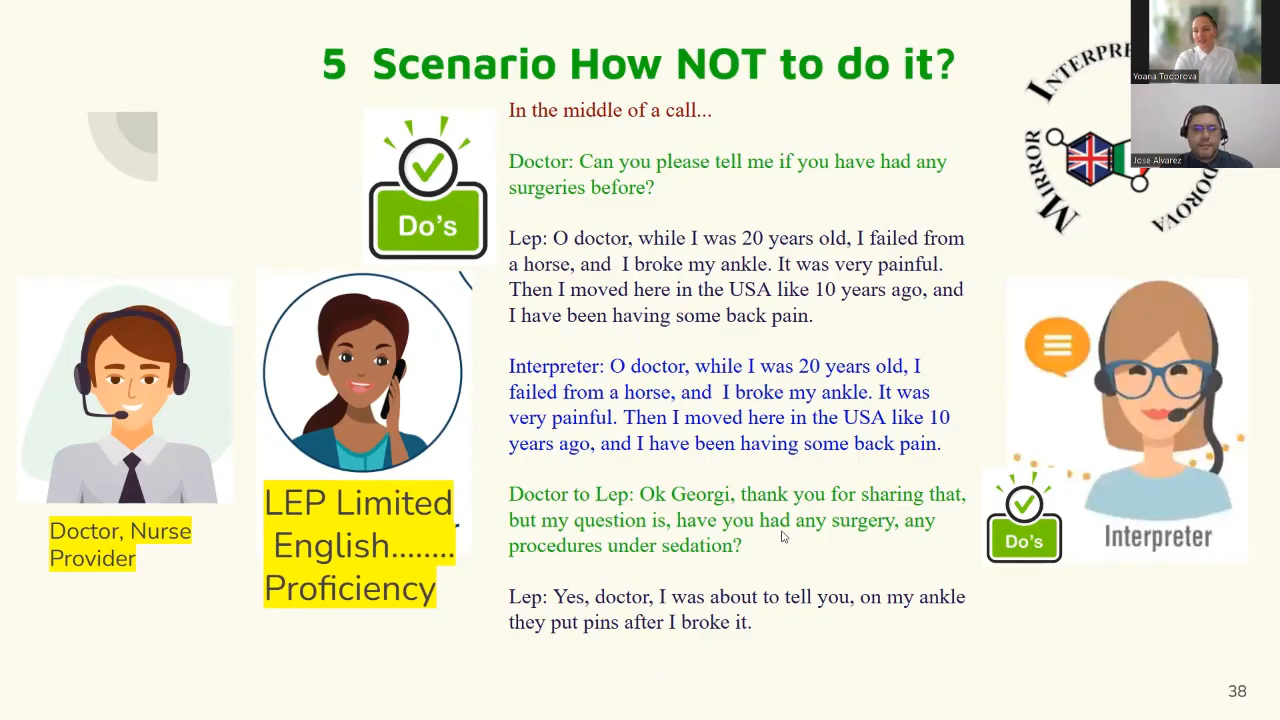 5 Scenario How NOT to do it?
In the middle of a call...
Doctor: Can you please tell me if you have had any
surgeries before?
Lep: O doctor, while I was 20 years old, I failed from
a horse, and I broke my ankle. It was very painful.
Then I moved here in the USA like 10 years ago, and
I have been having some back pain.
Interpreter: O doctor, while I was 20 years old, I
failed from a horse, and I broke my ankle. It was
very painful. Then I moved here in the USA like 10
years ago, and I have been having some back pain.
Doctor to Lep: Ok Georgi, thank you for sharing that,
but my question is, have you had any surgery, any
procedures under sedation?
Lep: Yes, doctor, I was about to tell you, on my ankle
they put pins after I broke it.
Do's
Doctor, Nurse
Provider
LEP Limited
English........
Proficiency
Do's
Interpreter
MIRROR
Yoana Todorova
Jose Alvarez
38